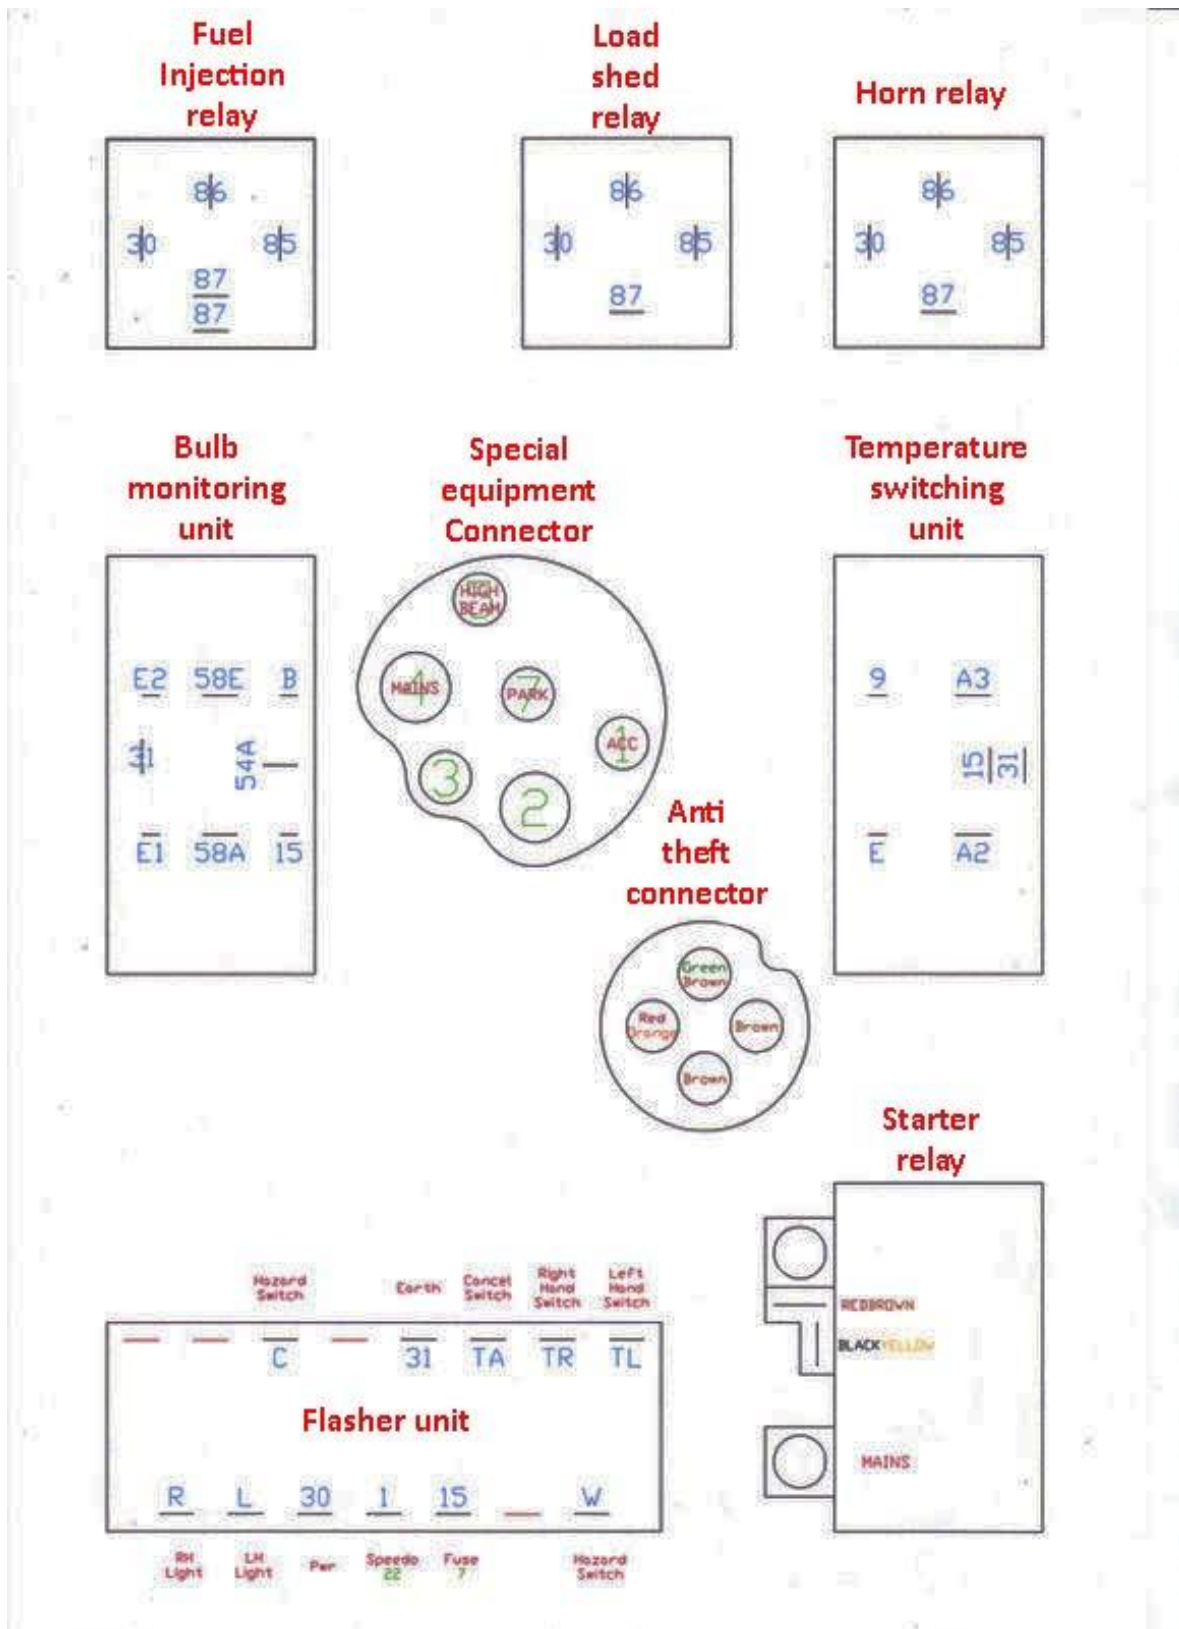 Fuel
Injection
relay
Load
shed
relay
Horn relay
86
30
85
87
87
86
30
85
87
86
30
85
87
Bulb
monitoring
unit
Special
equipment
Connector
Temperature
switching
unit
E2 58E B
31
54A
E1 58A 15
HIGH
BEAM
MAINS
4
PARK
7
ACC
1
3
2
9 A3
15
31
E A2
Anti
theft
connector
Green
Brown
Red
Orange
Brown
Brown
Starter
relay
REDBROWN
BLACKYELLOW
MAINS
Hazard
Switch
Earth
Cancel
Switch
Right
Hand
Switch
Left
Hand
Switch
C 31 TA TR TL
Flasher unit
R L 30 1 15 W
RH
Light
LH
Light
Pwr
Speedo
22
Fuse
7
Hazard
Switch